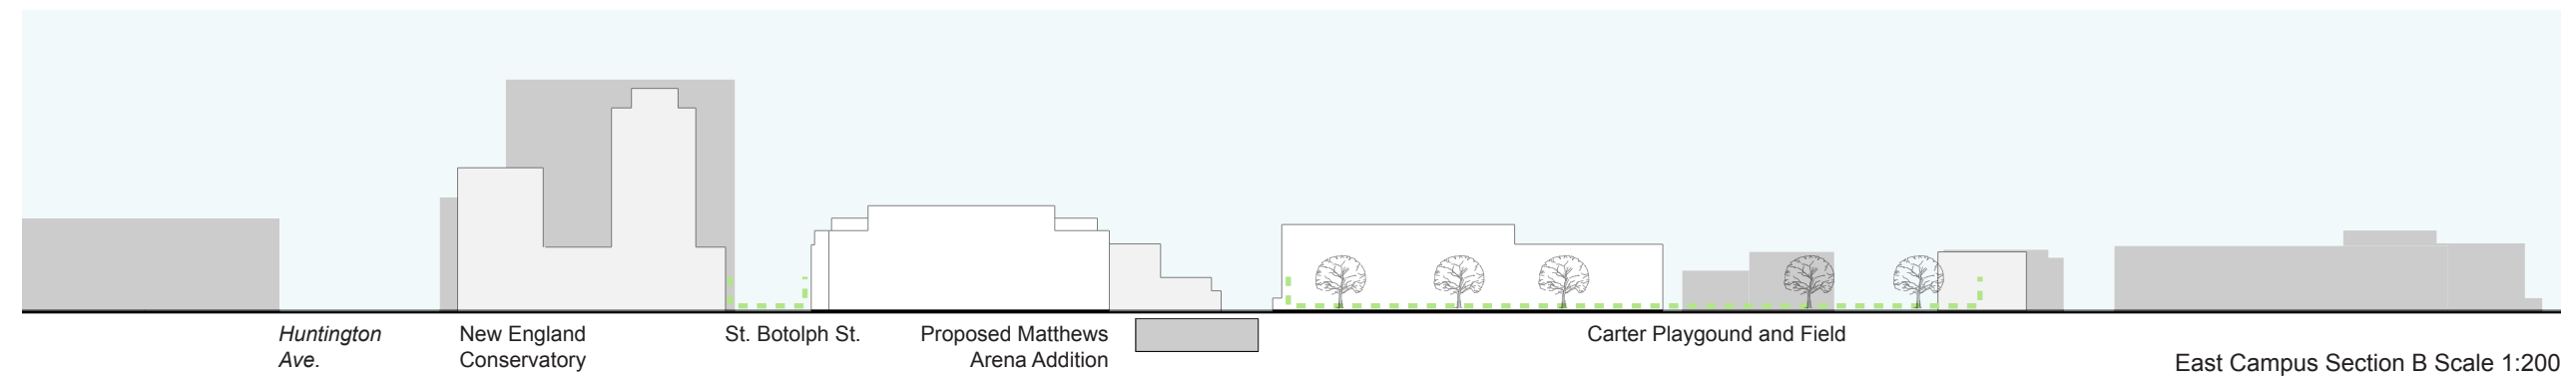 Huntington
Ave.
New England
Conservatory
St. Botolph St.
Proposed Matthews
Arena Addition
Carter Playgound and Field
East Campus Section B Scale 1:200